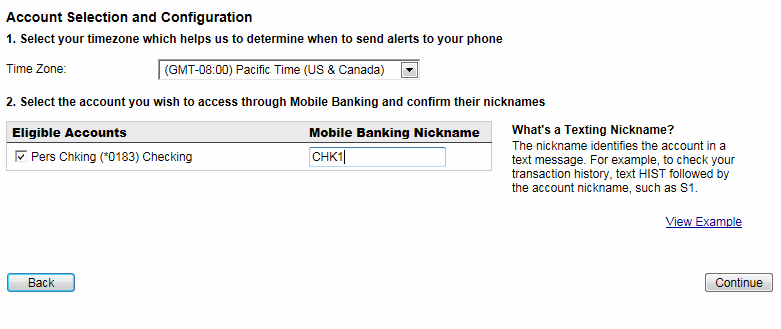 Account Selection and Configuration
1. Select your timezone which helps us to determine when to send alerts to your phone
Time Zone:
(GMT-08:00) Pacific Time (US & Canada)
2. Select the account you wish to access through Mobile Banking and confirm their nicknames
Eligible Accounts
Mobile Banking Nickname
Pers Chking (*0183) Checking
CHK1
What's a Texting Nickname?
The nickname identifies the account in a
text message. For example, to check your
transaction history, text HIST followed by
the account nickname, such as S1.
View Example
Back
Continue